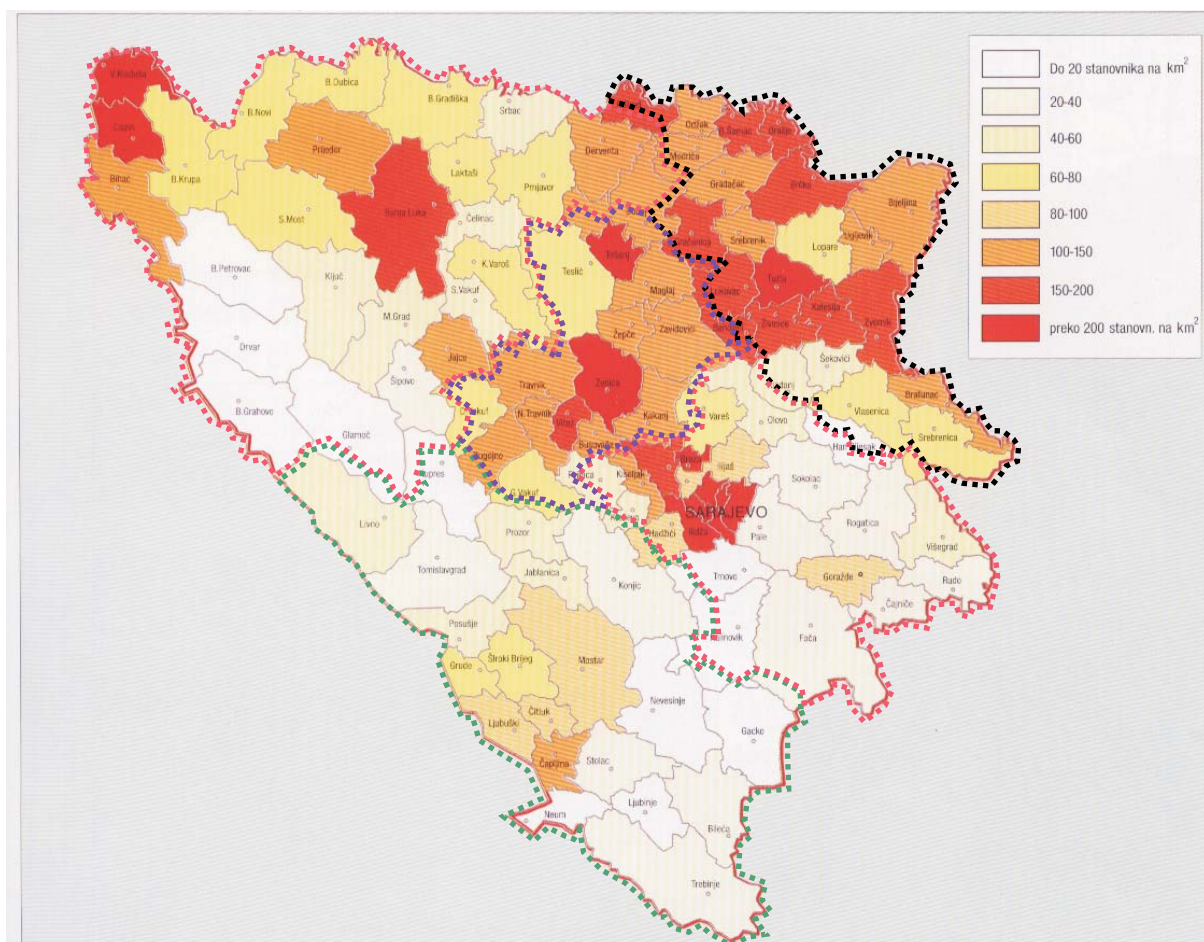 Do 20 stanovnika na km²
20-40
40-60
60-80
80-100
100-150
150-200
preko 200 stanovn. na km²
V.Kladuša
Cazin
Bihać
B.Krupa
B.Novi
B.Dubica
B.Gradiška
Srbac
Prijedor
S.Most
Banja Luka
Laktaši
Prnjavor
Derventa
Čelinac
K.Varoš
S.Vakuf
Teslić
B.Petrovac
Ključ
M.Grad
Drvar
Šipovo
Jajce
B.Grahovo
Glamoč
Kupres
Odžak
B.Šamac
Orašje
Modriča
Gradačac
Brčko
Bijeljina
Ugljevik
Lopare
Srebrenik
Gračanica
Tešanj
Maglaj
Lukavac
Tuzla
Kalesija
Zvornik
Živinice
Žepče
Zavidovići
Zenica
Travnik
N.Travnik
Vitez
Busovača
Kakanj
Vareš
Breza
Ilijaš
Kiseljak
Bugojno
G.Vakuf
Šekovići
Olovo
Vlasenica
Bratunac
Srebrenica
Sokolac
SARAJEVO
Ilidža
Hadžići
Pale
Rogatica
Višegrad
Goražde
Rudo
Čajniče
Foča
Trnovo
Kalinovik
Livno
Tomislavgrad
Prozor
Jablanica
Konjic
Posušje
Grude
Široki Brijeg
Mostar
Ljubuški
Čitluk
Čapljina
Nevesinje
Gacko
Stolac
Neum
Ljubinje
Bileća
Trebinje